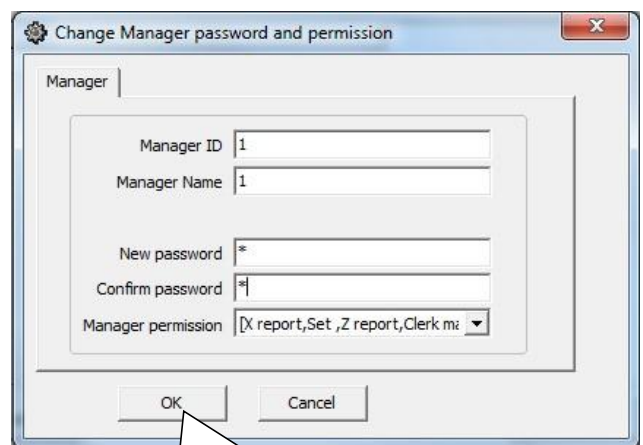 Change Manager password and permission
Manager
Manager ID 1
Manager Name 1
New password *
Confirm password *
Manager permission [X report,Set ,Z report,Clerk
OK Cancel